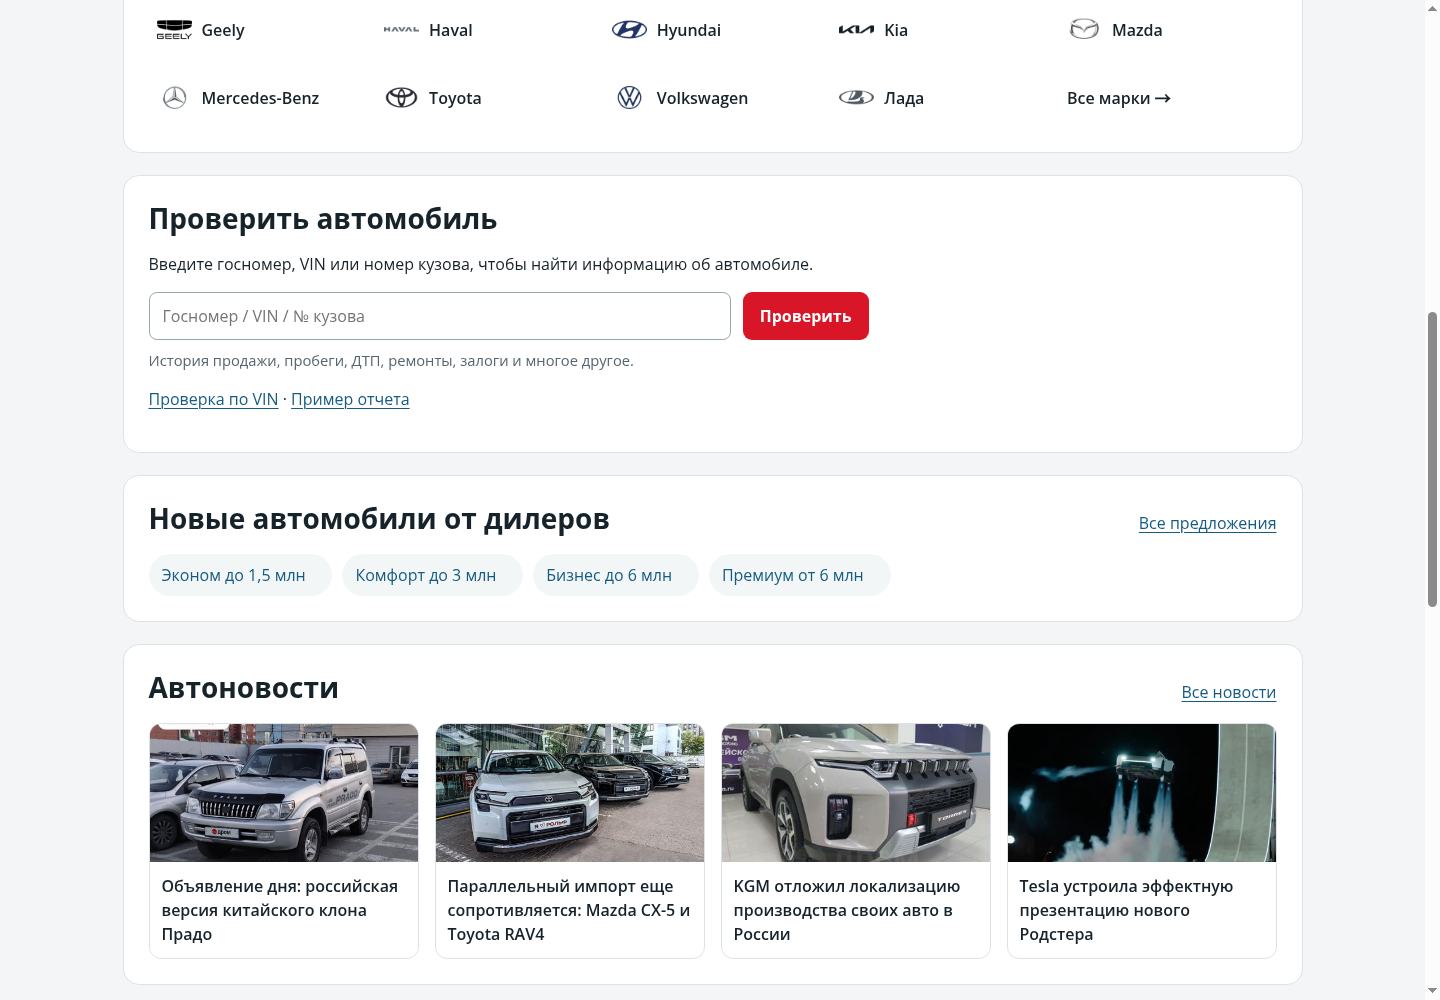 GEELY Geely
HAVAL Haval
Hyundai
KIA Kia
Mazda
Mercedes-Benz
Toyota
Volkswagen
Лада
Все марки →
Проверить автомобиль
Введите госномер, VIN или номер кузова, чтобы найти информацию об автомобиле.
Госномер / VIN / № кузова
Проверить
История продажи, пробеги, ДТП, ремонты, залоги и многое другое.
Проверка по VIN · Пример отчета
Новые автомобили от дилеров
Все предложения
Эконом до 1,5 млн
Комфорт до 3 млн
Бизнес до 6 млн
Премиум от 6 млн
Автоновости
Все новости
PRADO
дром
РОЛЬФ
TORRES
Объявление дня: российская
версия китайского клона
Прадо
Параллельный импорт еще
сопротивляется: Mazda CX-5 и
Toyota RAV4
KGM отложил локализацию
производства своих авто в
России
Tesla устроила эффектную
презентацию нового
Родстера